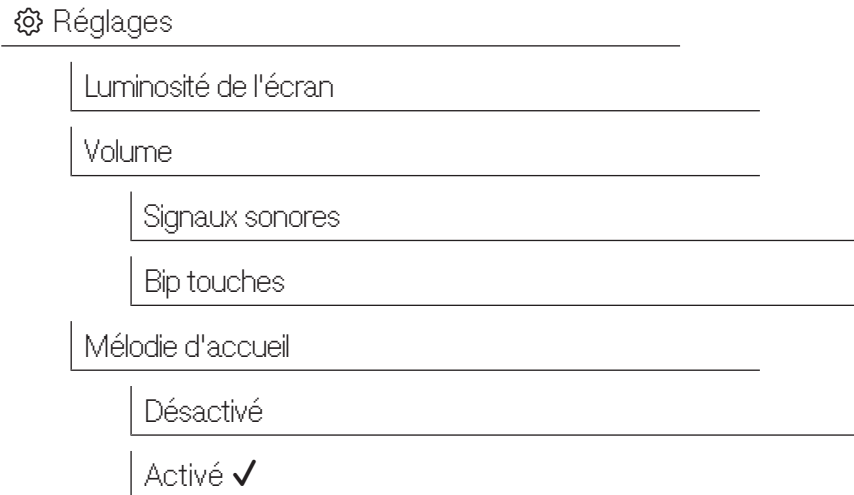 Réglages
Luminosité de l'écran
Volume
Signaux sonores
Bip touches
Mélodie d'accueil
Désactivé
Activé ✔